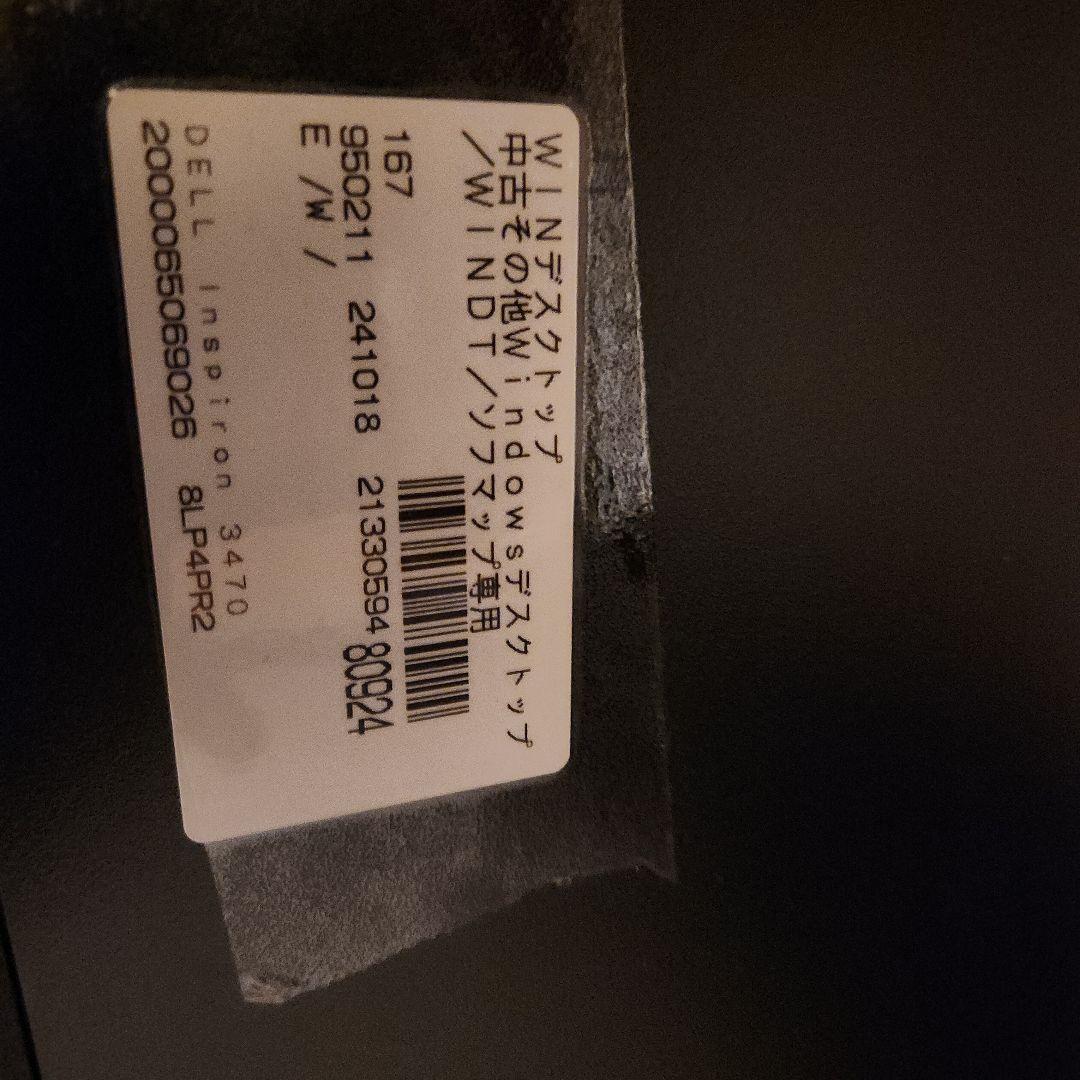 WINデスクトップ
中古その他Windowsデスクトップ
/WINDT/ソフマップ専用
167
950211 241018 21330594 80924
E /W /
DELL Inspiron 3470
2000065069026 8LP4PR2